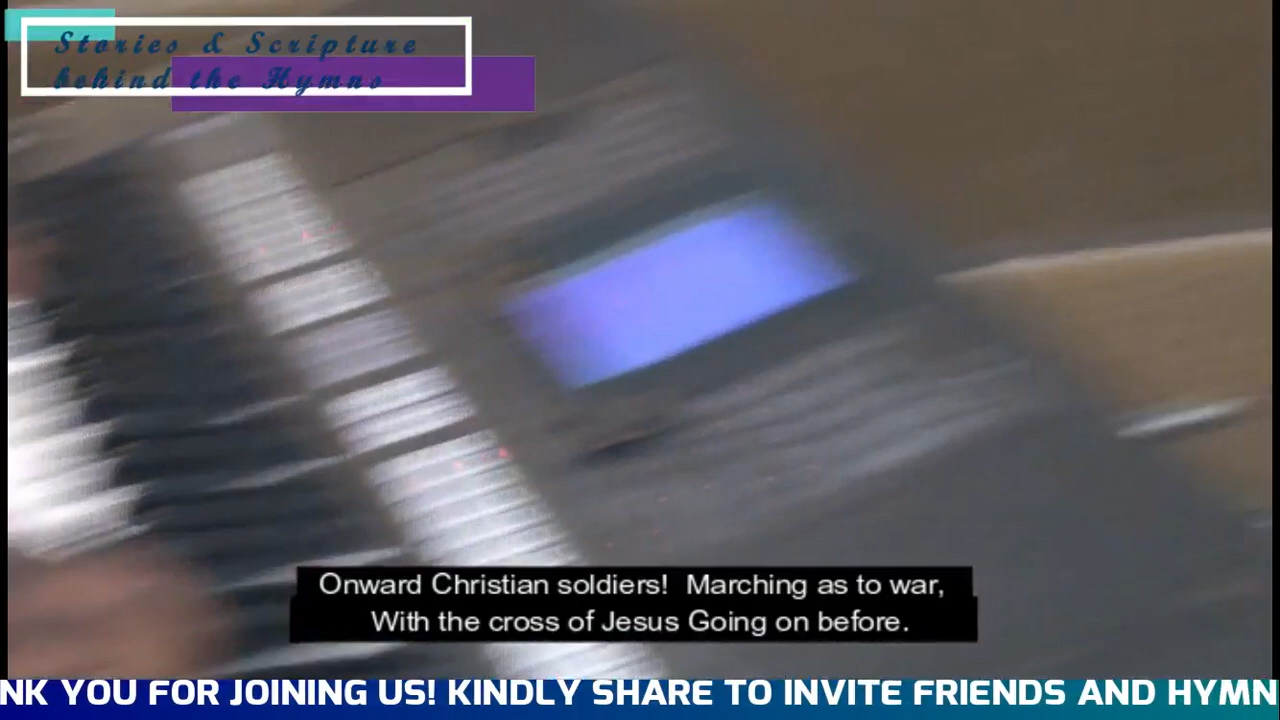 Stories & Scripture
behind the Hymns
Onward Christian soldiers!  Marching as to war,
With the cross of Jesus Going on before.
NK YOU FOR JOINING US! KINDLY SHARE TO INVITE FRIENDS AND HYMN